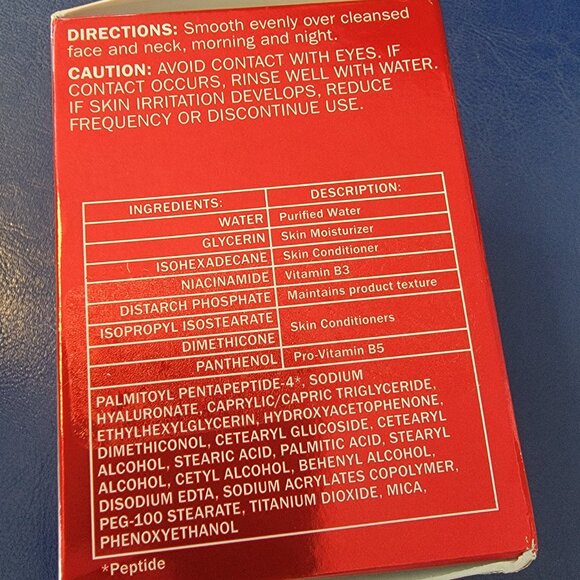 DIRECTIONS: Smooth evenly over cleansed
face and neck, morning and night.
CAUTION: AVOID CONTACT WITH EYES. IF
CONTACT OCCURS, RINSE WELL WITH WATER.
IF SKIN IRRITATION DEVELOPS, REDUCE
FREQUENCY OR DISCONTINUE USE.
INGREDIENTS: DESCRIPTION:
WATER Purified Water
GLYCERIN Skin Moisturizer
ISOHEXADECANE Skin Conditioner
NIACINAMIDE Vitamin B3
DISTARCH PHOSPHATE Maintains product texture
ISOPROPYL ISOSTEARATE
DIMETHICONE Skin Conditioners
PANTHENOL Pro-Vitamin B5
PALMITOYL PENTAPEPTIDE-4*, SODIUM
HYALURONATE, CAPRYLIC/CAPRIC TRIGLYCERIDE,
ETHYLHEXYLGLYCERIN, HYDROXYACETOPHENONE,
DIMETHICONOL, CETEARYL GLUCOSIDE, CETEARYL
ALCOHOL, STEARIC ACID, PALMITIC ACID, STEARYL
ALCOHOL, CETYL ALCOHOL, BEHENYL ALCOHOL,
DISODIUM EDTA, SODIUM ACRYLATES COPOLYMER,
PEG-100 STEARATE, TITANIUM DIOXIDE, MICA,
PHENOXYETHANOL
*Peptide